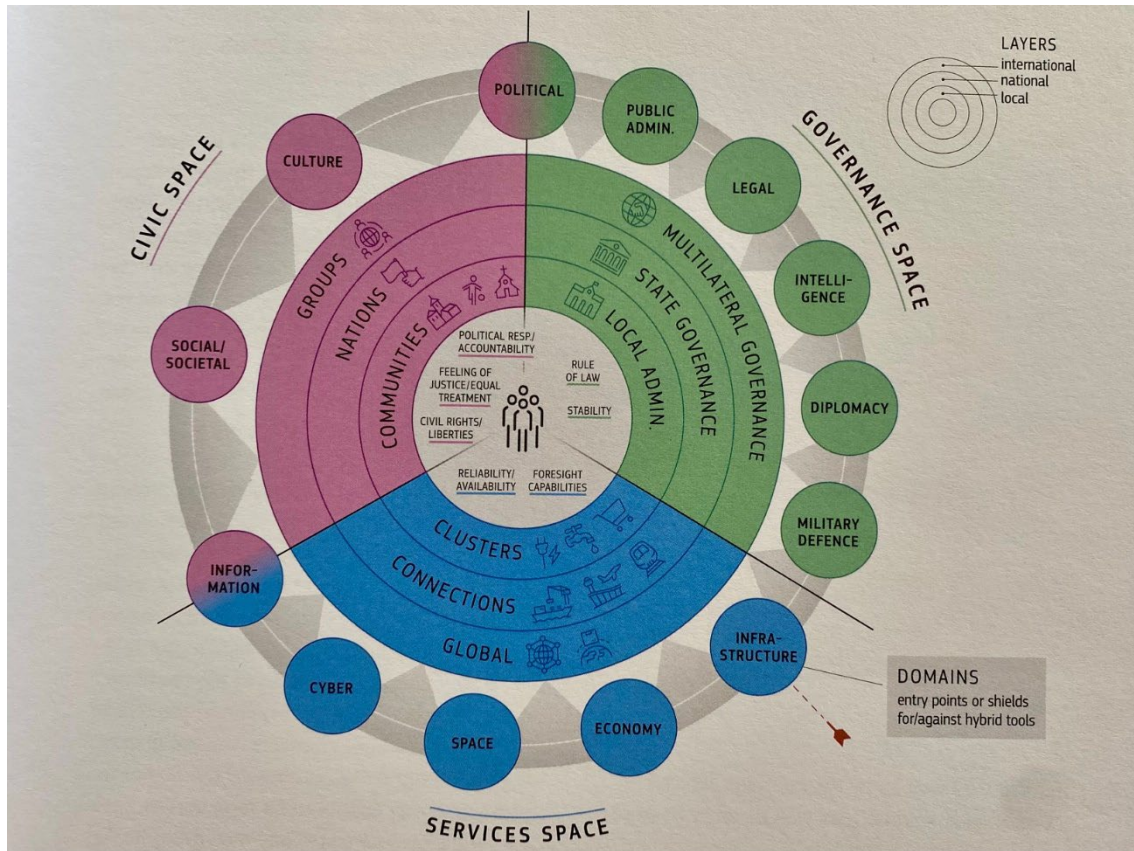 LAYERS
international
national
local
CIVIC SPACE
GOVERNANCE SPACE
SERVICES SPACE
POLITICAL
PUBLIC
ADMIN.
LEGAL
INTELLI-
GENCE
DIPLOMACY
MILITARY
DEFENCE
INFRA-
STRUCTURE
ECONOMY
SPACE
CYBER
INFOR-
MATION
SOCIAL/
SOCIETAL
CULTURE
GROUPS
NATIONS
COMMUNITIES
MULTILATERAL GOVERNANCE
STATE GOVERNANCE
LOCAL ADMIN.
CLUSTERS
CONNECTIONS
GLOBAL
POLITICAL RESP./
ACCOUNTABILITY
FEELING OF
JUSTICE/EQUAL
TREATMENT
CIVIL RIGHTS/
LIBERTIES
RULE
OF LAW
STABILITY
RELIABILITY/
AVAILABILITY
FORESIGHT
CAPABILITIES
DOMAINS
entry points or shields
for/against hybrid tools